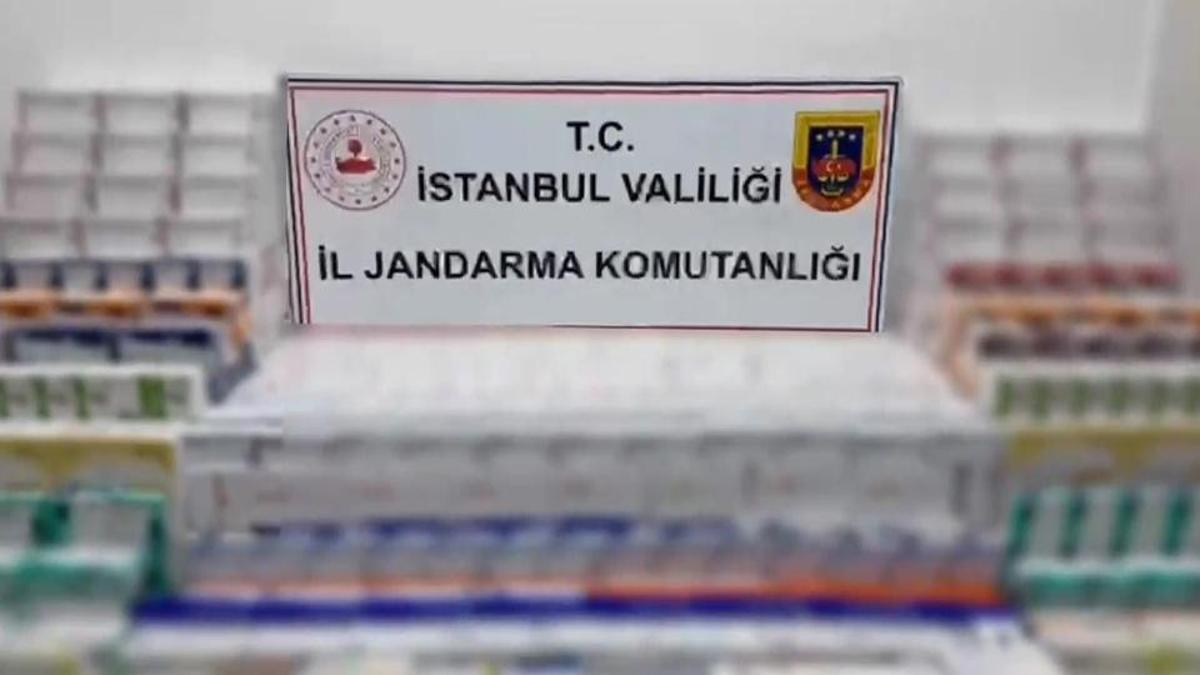 T.C.
İSTANBUL VALİLİĞİ
İL JANDARMA KOMUTANLIĞI